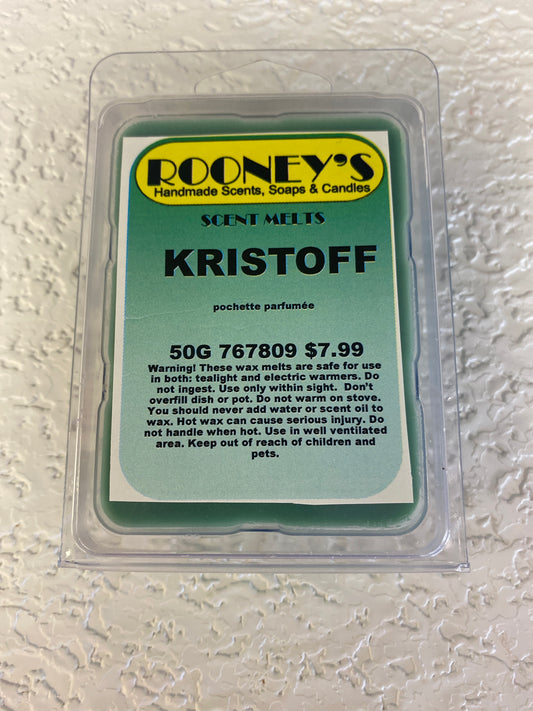 ROONEY'S
Handmade Scents, Soaps & Candles
SCENT MELTS
KRISTOFF
pochette parfumée
50G 767809 $7.99
Warning! These wax melts are safe for use
in both: tealight and electric warmers. Do
not ingest. Use only within sight. Don't
overfill dish or pot. Do not warm on stove.
You should never add water or scent oil to
wax. Hot wax can cause serious injury. Do
not handle when hot. Use in well ventilated
area. Keep out of reach of children and
pets.